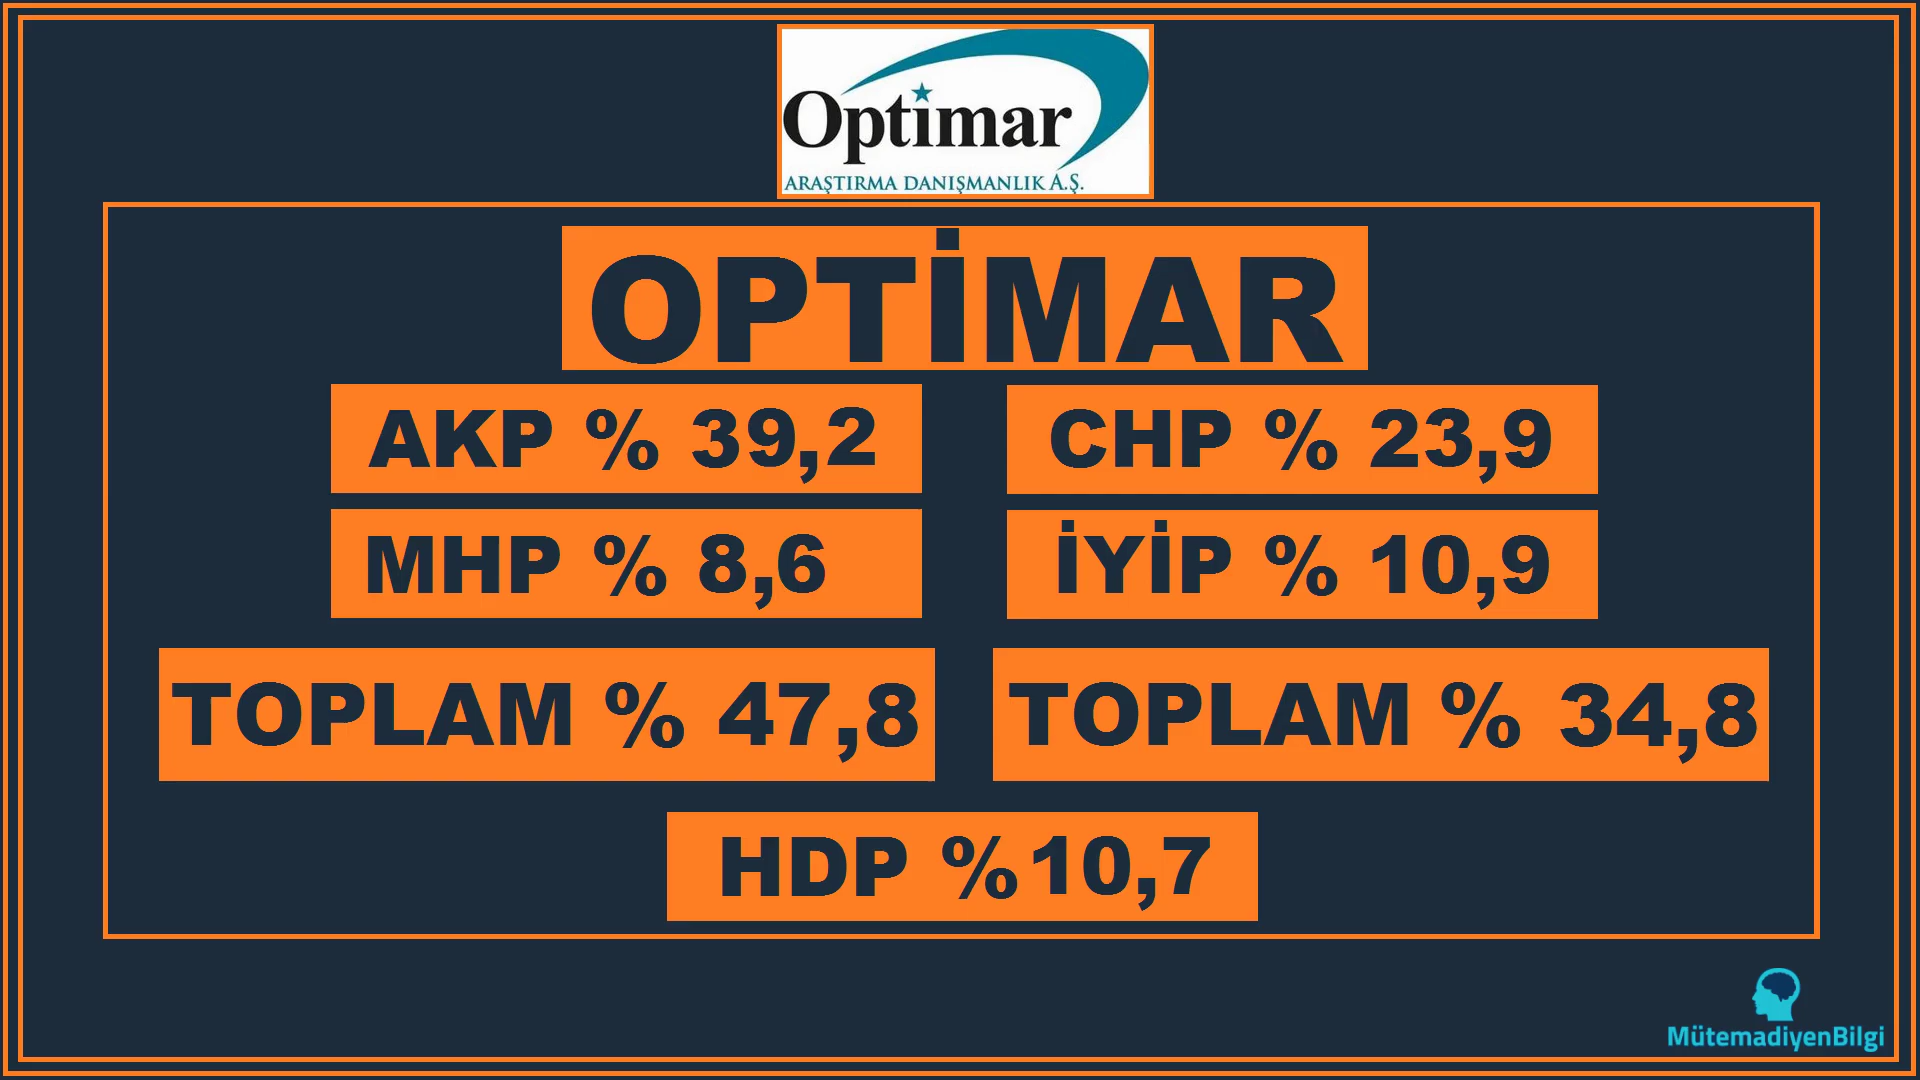 Optimar
ARAŞTIRMA DANIŞMANLIK A.Ş.
OPTİMAR
AKP % 39,2
CHP % 23,9
MHP % 8,6
İYİP % 10,9
TOPLAM % 47,8
TOPLAM % 34,8
HDP %10,7
MütemadiyenBilgi